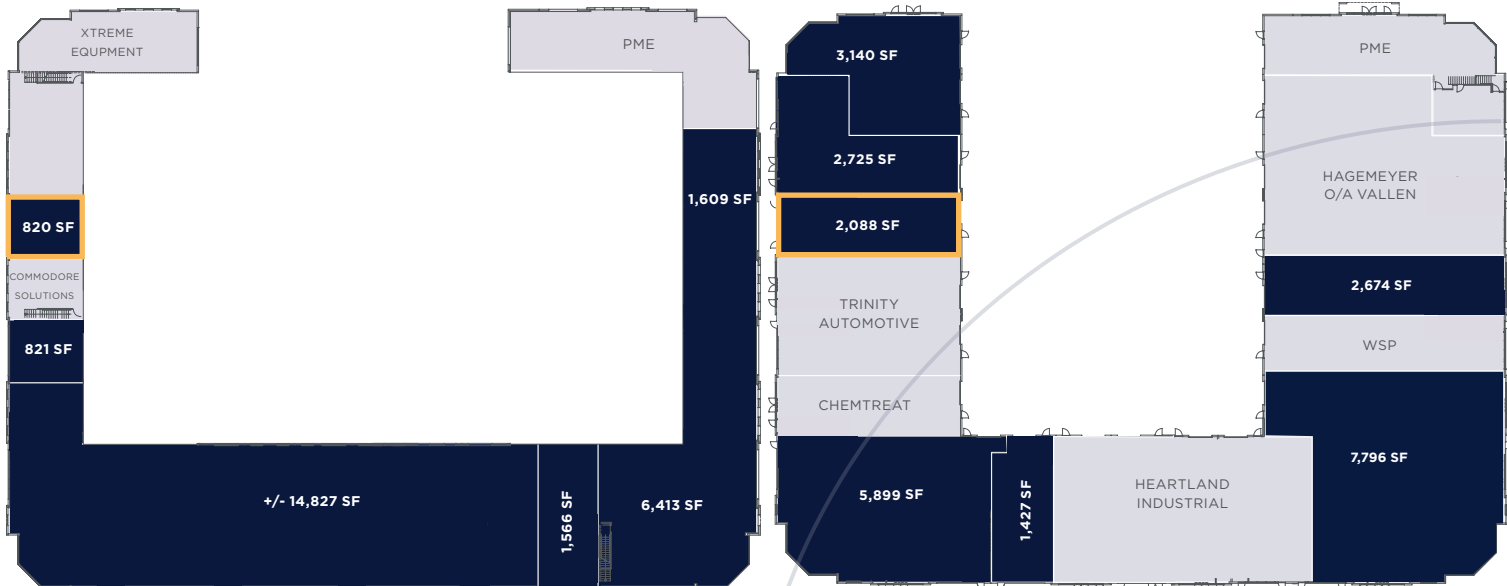 XTREME
EQUPMENT
PME
1,609 SF
820 SF
COMMODORE
SOLUTIONS
821 SF
+/- 14,827 SF
1,566 SF
6,413 SF
3,140 SF
2,725 SF
2,088 SF
TRINITY
AUTOMOTIVE
CHEMTREAT
5,899 SF
1,427 SF
HEARTLAND
INDUSTRIAL
PME
HAGEMEYER
O/A VALLEN
2,674 SF
WSP
7,796 SF